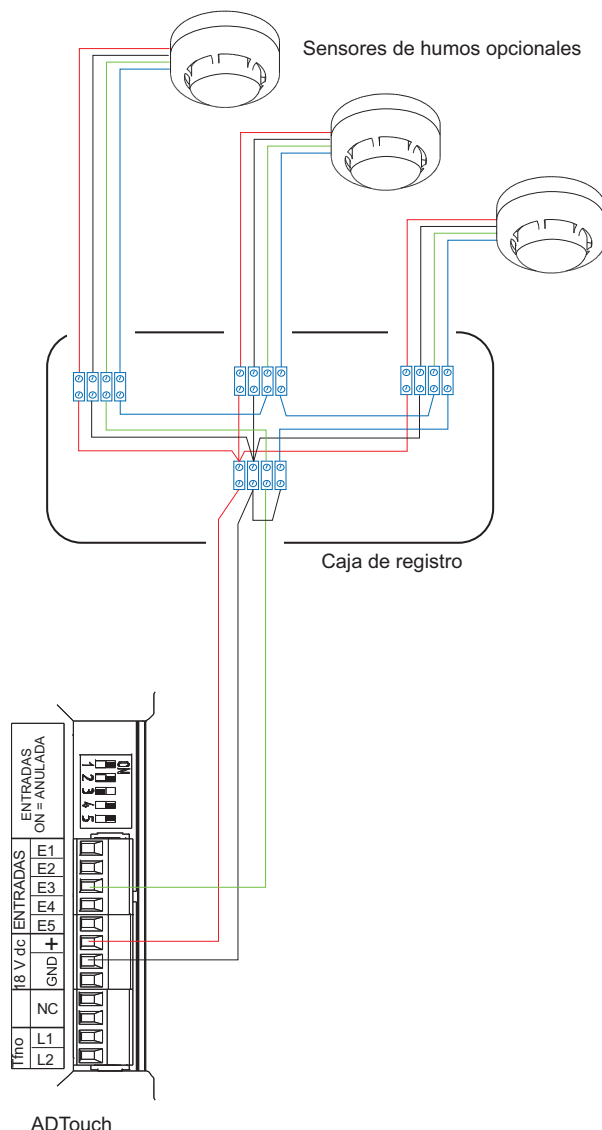 Sensores de humos opcionales
Caja de registro
ENTRADAS
ON = ANULADA
ON
1
2
3
4
5
ENTRADAS
E1
E2
E3
E4
E5
18 V dc
+
GND
NC
Tfno
L1
L2
ADTouch